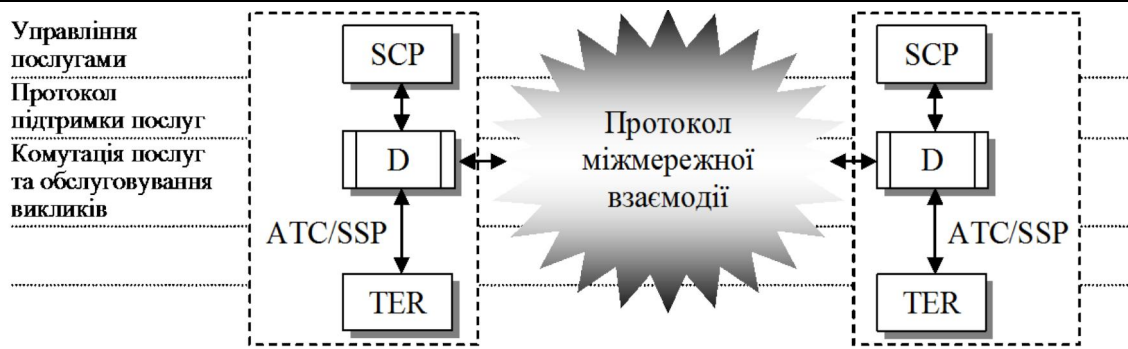 Управління
послугами
Протокол
підтримки послуг
Комутація послуг
та обслуговування
викликів
SCP
D
АТС/SSP
TER
Протокол
міжмережної
взаємодії
SCP
D
АТС/SSP
TER